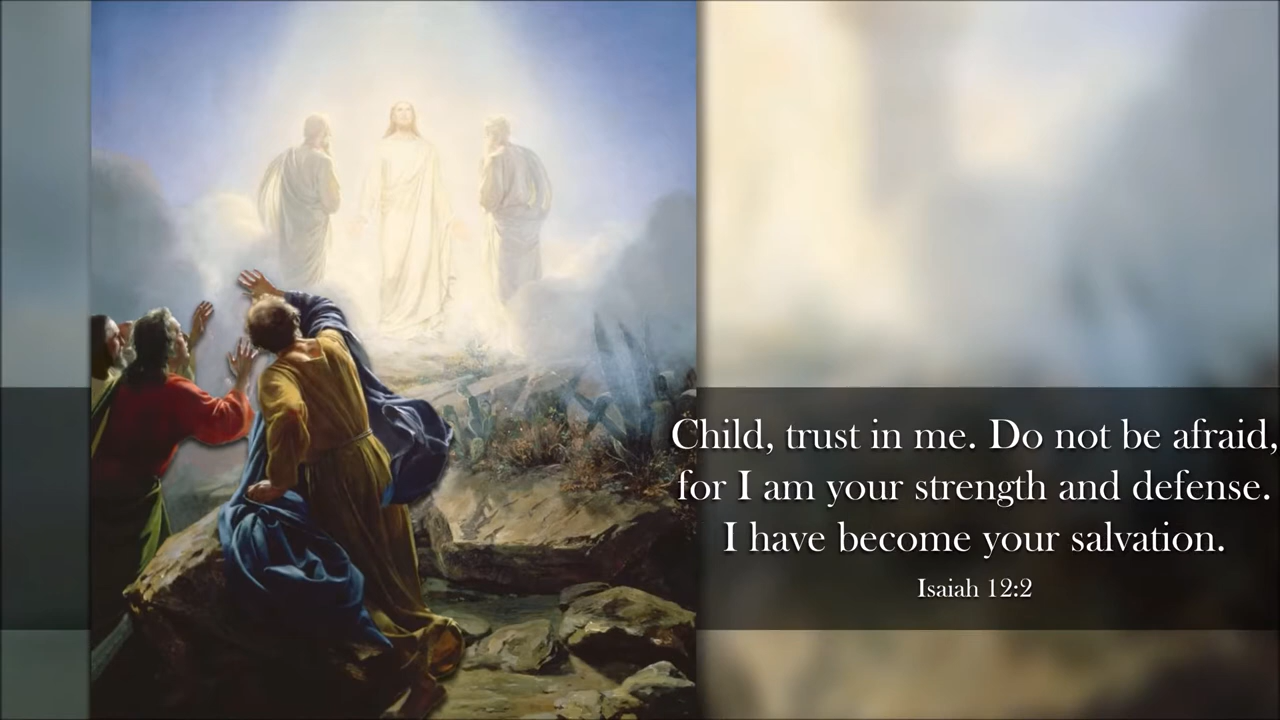 Child, trust in me. Do not be afraid,
for I am your strength and defense.
I have become your salvation.
Isaiah 12:2